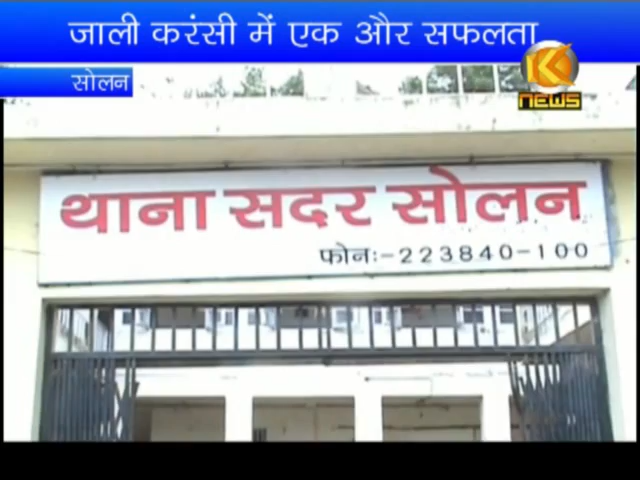 जाली करंसी में एक और सफलता
सोलन
K
NEWS
थाना सदर सोलन
फोन:-223840-100